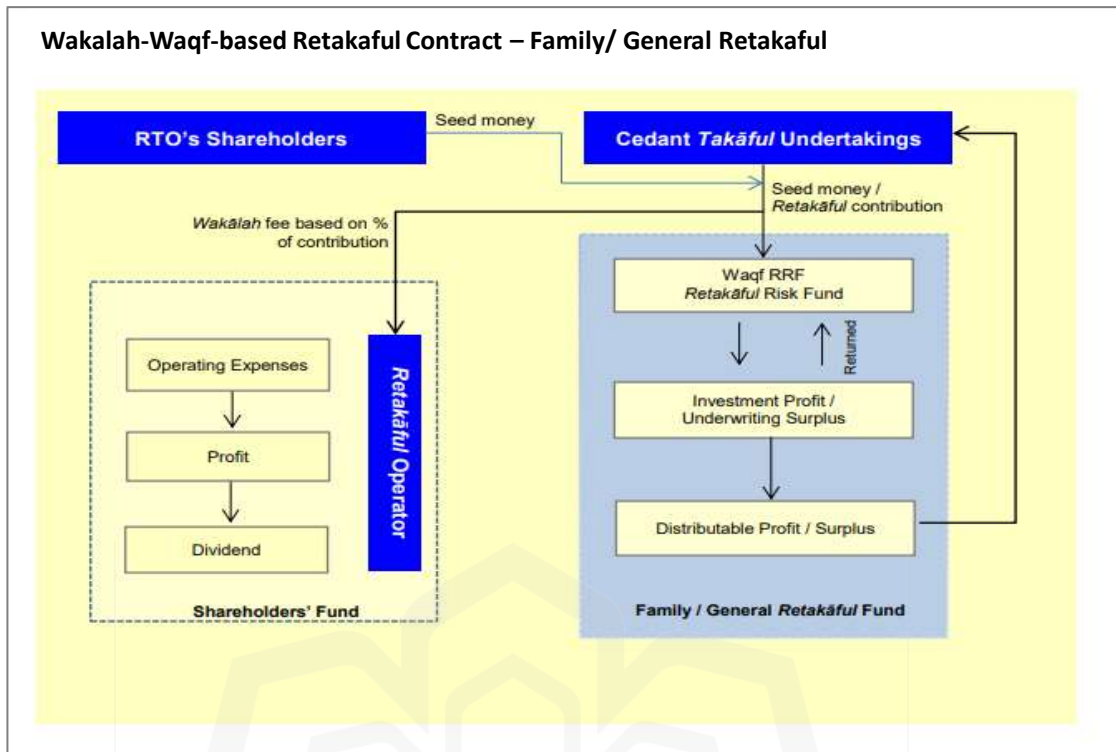 Wakalah-Waqf-based Retakaful Contract – Family/ General Retakaful
RTO's Shareholders
Seed money
Cedant Takāful Undertakings
Seed money /
Retakāful contribution
Wakālah fee based on %
of contribution
Waqf RRF
Retakāful Risk Fund
Returned
Operating Expenses
Retakāful Operator
Investment Profit /
Underwriting Surplus
Profit
Distributable Profit / Surplus
Dividend
Shareholders' Fund
Family / General Retakāful Fund